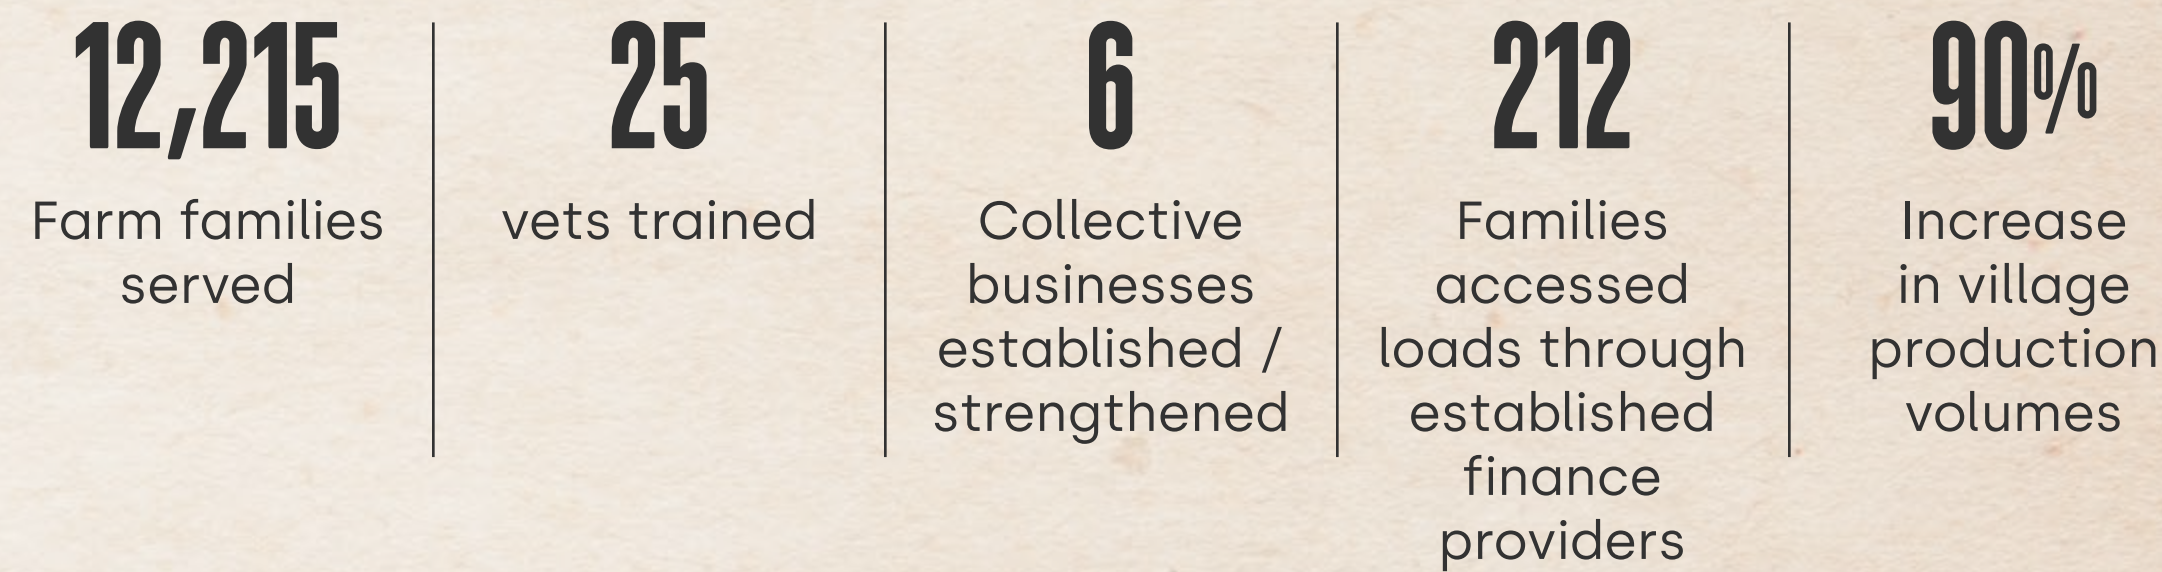 12,215
Farm families
served
25
vets trained
6
Collective
businesses
established /
strengthened
212
Families
accessed
loads through
established
finance
providers
90%
Increase
in village
production
volumes